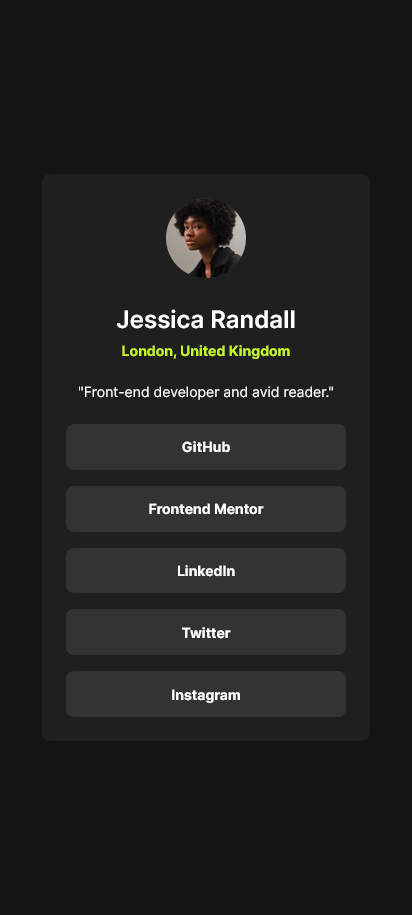 Jessica Randall
London, United Kingdom
"Front-end developer and avid reader."
GitHub
Frontend Mentor
LinkedIn
Twitter
Instagram